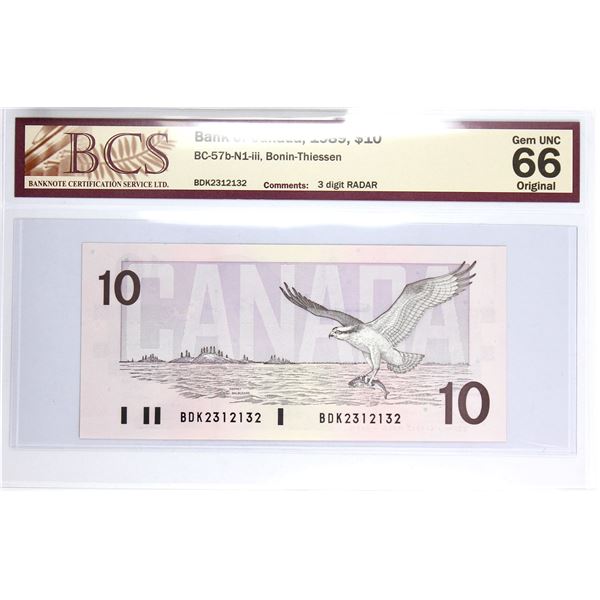 BCS
BANKNOTE CERTIFICATION SERVICE LTD.
Bank of Canada, 1989, $10
BC-57b-N1-iii, Bonin-Thiessen
BDK2312132 Comments: 3 digit RADAR
Gem UNC
66
Original
CANADA
10
10
BDK2312132 BDK2312132